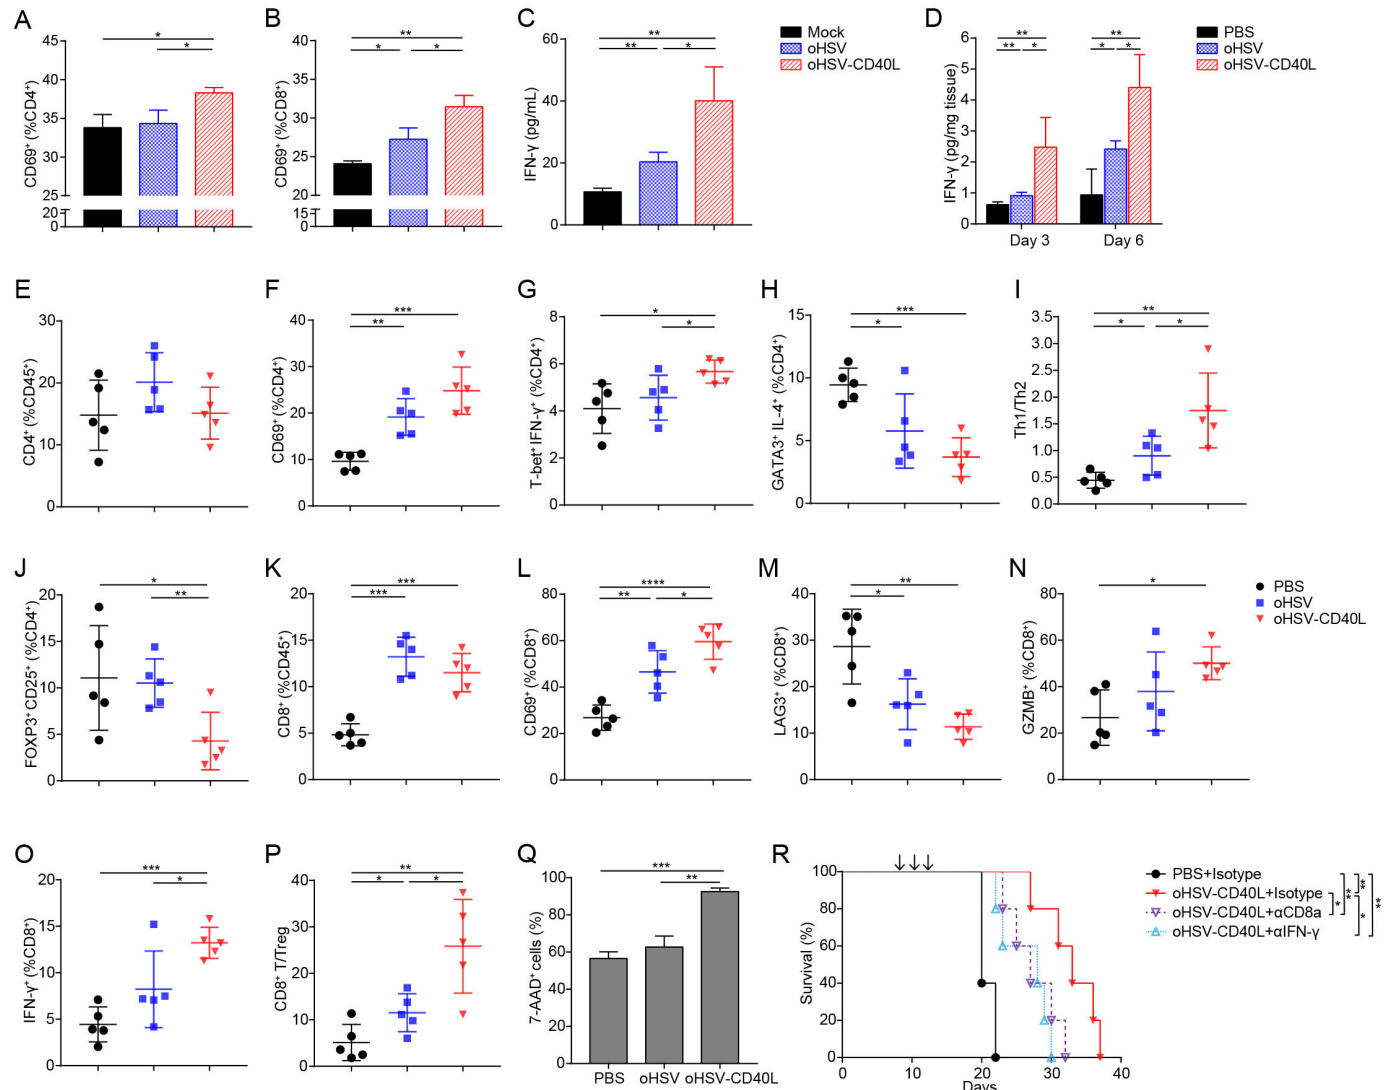 A
CD69⁺ (%CD4⁺)
45
40
35
30
25
20
0
*
*
B
CD69⁺ (%CD8⁺)
40
35
30
25
20
15
0
**
*
*
C
IFN-γ (pg/mL)
60
40
20
0
**
**
*
Mock
oHSV
oHSV-CD40L
D
IFN-γ (pg/mg tissue)
6
5
4
3
2
1
0
**
**
*
**
*
*
Day 3
Day 6
PBS
oHSV
oHSV-CD40L
E
CD4⁺ (%CD45⁺)
30
20
10
0
F
CD69⁺ (%CD4⁺)
40
30
20
10
0
***
**
G
T-bet⁺ IFN-γ⁺ (%CD4⁺)
8
6
4
2
0
*
*
H
GATA3⁺ IL-4⁺ (%CD4⁺)
15
10
5
0
***
*
I
Th1/Th2
3.5
3.0
2.5
2.0
1.5
1.0
0.5
0.0
**
*
*
J
FOXP3⁺ CD25⁺ (%CD4⁺)
20
15
10
5
0
*
**
K
CD8⁺ (%CD45⁺)
20
15
10
5
0
***
***
L
CD69⁺ (%CD8⁺)
80
60
40
20
0
****
**
*
M
LAG3⁺ (%CD8⁺)
40
30
20
10
0
**
*
N
GZMB⁺ (%CD8⁺)
80
60
40
20
0
*
PBS
oHSV
oHSV-CD40L
O
IFN-γ⁺ (%CD8⁺)
20
15
10
5
0
***
*
P
CD8⁺ T/Treg
40
30
20
10
0
**
*
*
Q
7-AAD⁺ cells (%)
100
80
60
40
20
0
***
**
PBS
oHSV
oHSV-CD40L
R
Survival (%)
100
80
60
40
20
0
0
20
30
40
Days
PBS+Isotype
oHSV-CD40L+Isotype
oHSV-CD40L+αCD8a
oHSV-CD40L+αIFN-γ
*
**
**
*
**